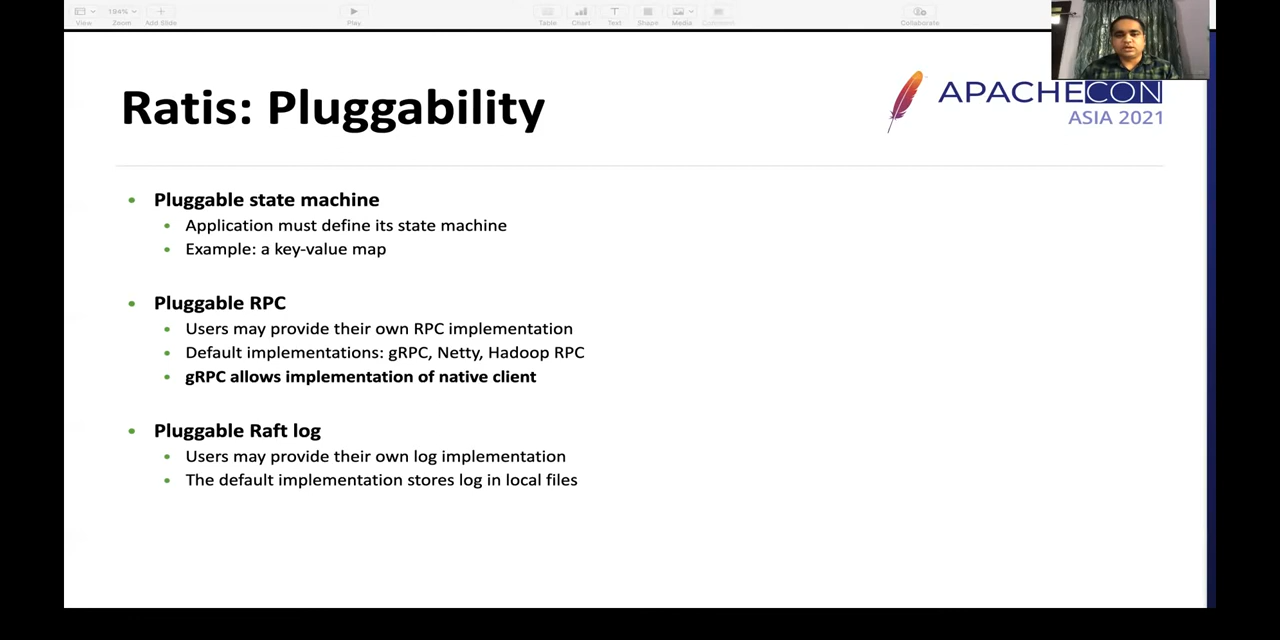 View
194%
Zoom
Add Slide
Play
Table
Chart
Text
Shape
Media
Comment
Collaborate
Ratis: Pluggability
APACHECON
ASIA 2021
• Pluggable state machine
• Application must define its state machine
• Example: a key-value map
• Pluggable RPC
• Users may provide their own RPC implementation
• Default implementations: gRPC, Netty, Hadoop RPC
• gRPC allows implementation of native client
• Pluggable Raft log
• Users may provide their own log implementation
• The default implementation stores log in local files